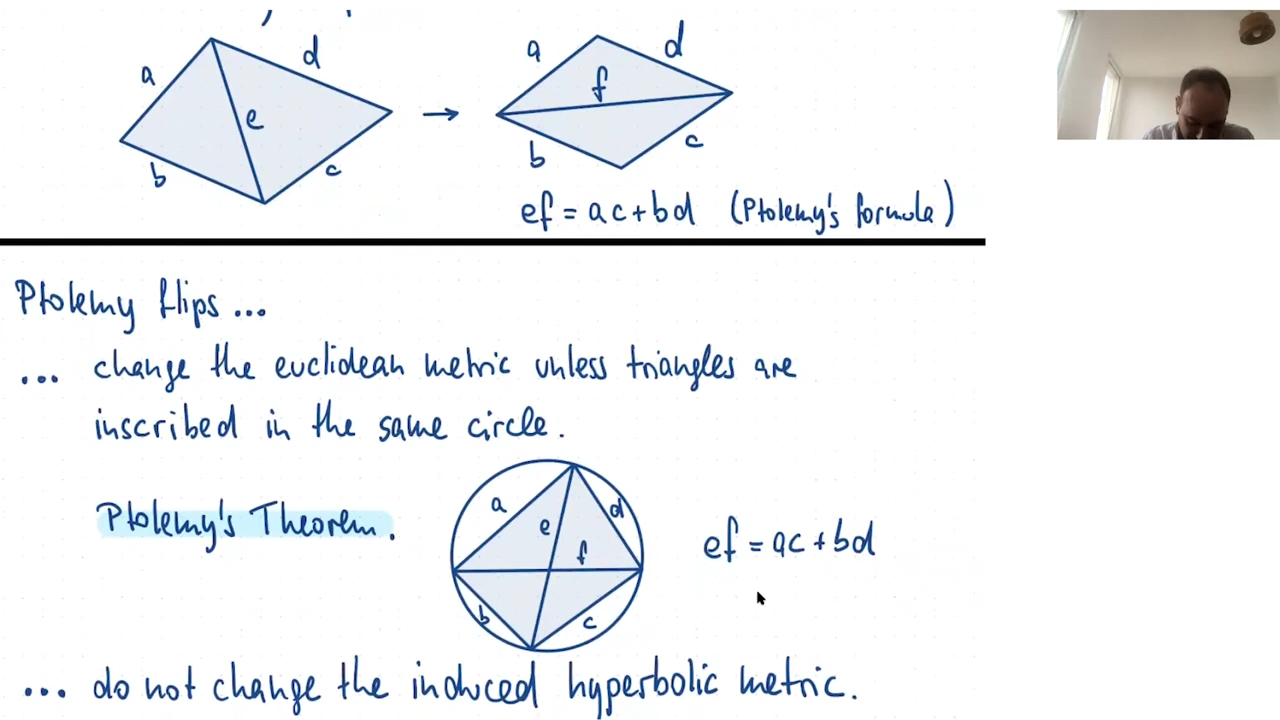 a
d
e
b
c
→
a
d
f
b
c
ef = ac + bd (Ptolemy's formula)
Ptolemy flips ...
... change the euclidean metric unless triangles are
inscribed in the same circle.
Ptolemy's Theorem.
a
d
e
f
b
c
ef = ac + bd
... do not change the induced hyperbolic metric.